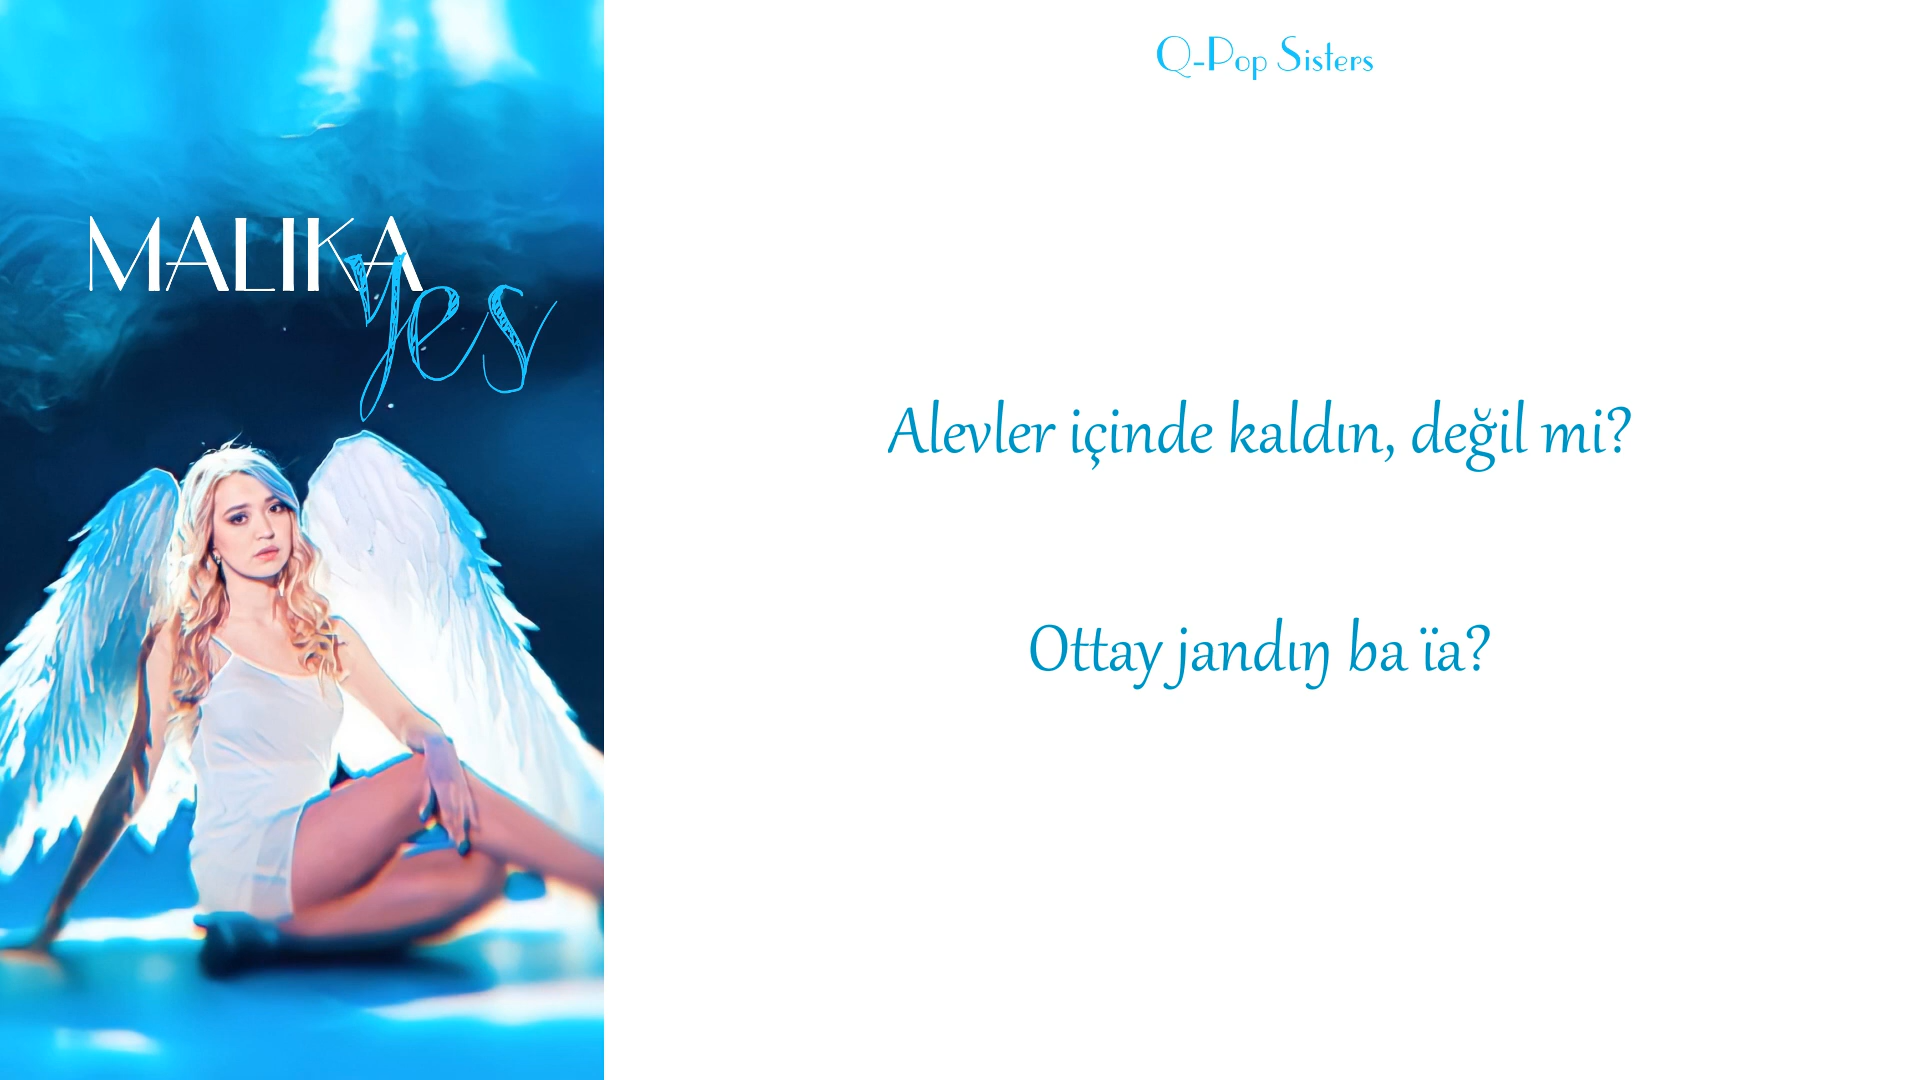 MALIKA
yes
Q-Pop Sisters
Alevler içinde kaldın, değil mi?
Ottay jandıŋ ba ïa?